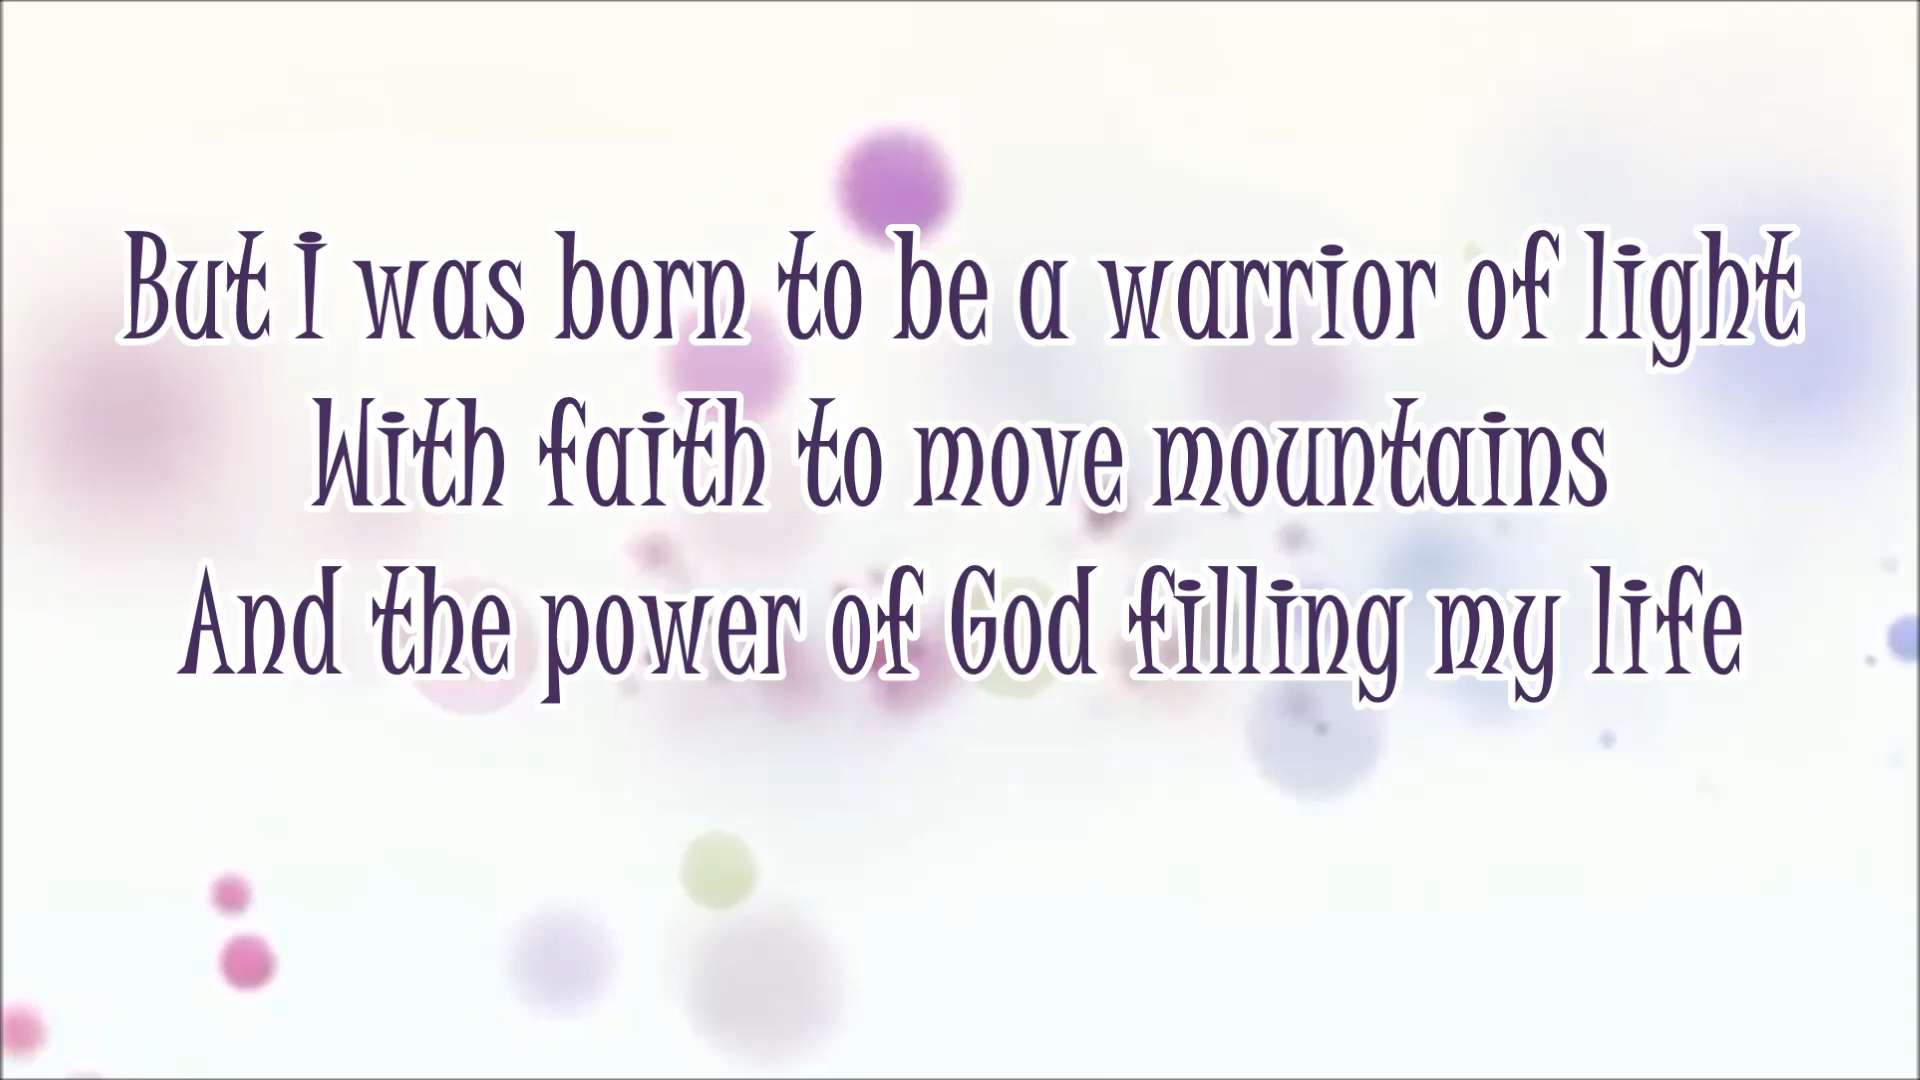 But I was born to be a warrior of light
With faith to move mountains
And the power of God filling my life